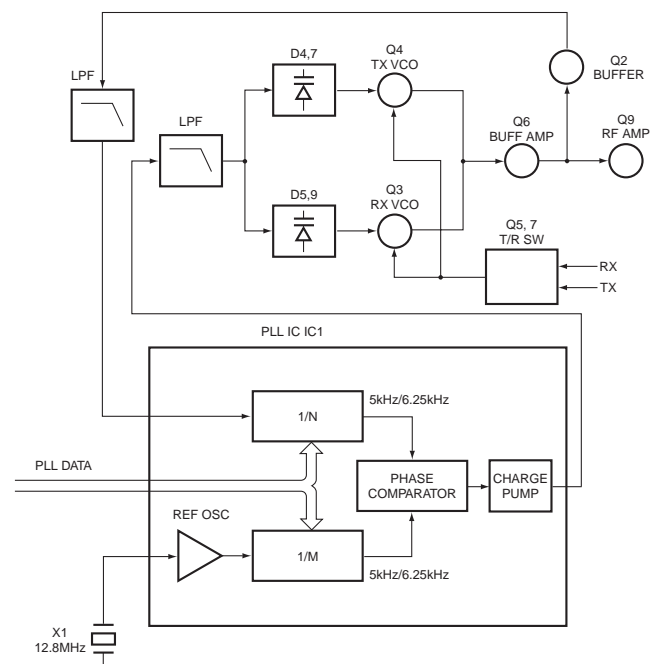 LPF
LPF
D4,7
Q4
TX VCO
Q2
BUFFER
Q6
BUFF AMP
Q9
RF AMP
D5,9
Q3
RX VCO
Q5, 7
T/R SW
RX
TX
PLL IC IC1
5kHz/6.25kHz
1/N
PLL DATA
PHASE
COMPARATOR
CHARGE
PUMP
REF OSC
1/M
5kHz/6.25kHz
X1
12.8MHz